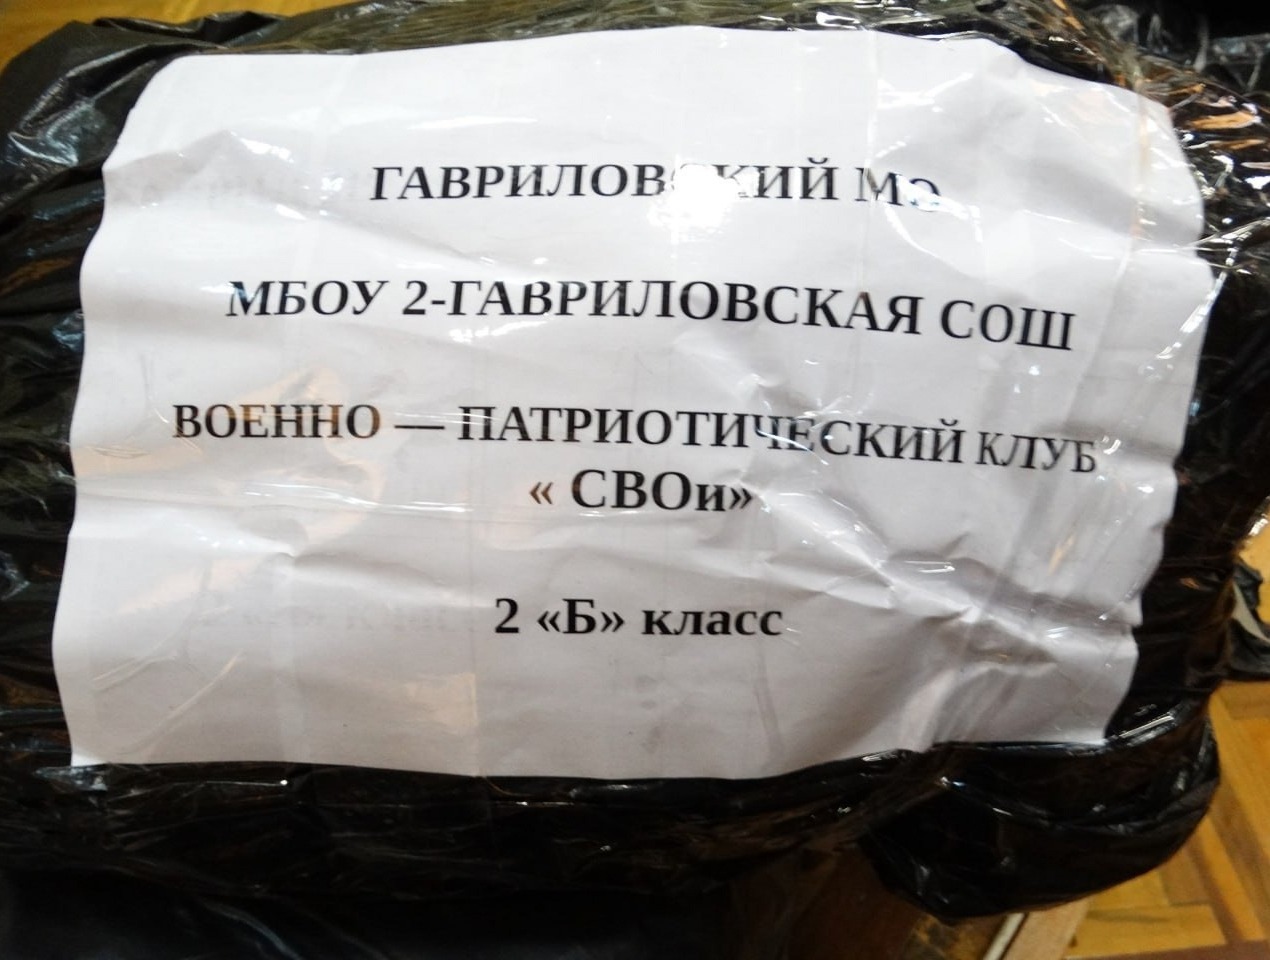 ГАВРИЛОВСКИЙ МО
МБОУ 2-ГАВРИЛОВСКАЯ СОШ
ВОЕННО — ПАТРИОТИЧЕСКИЙ КЛУБ
« СВОи»
2 «Б» класс